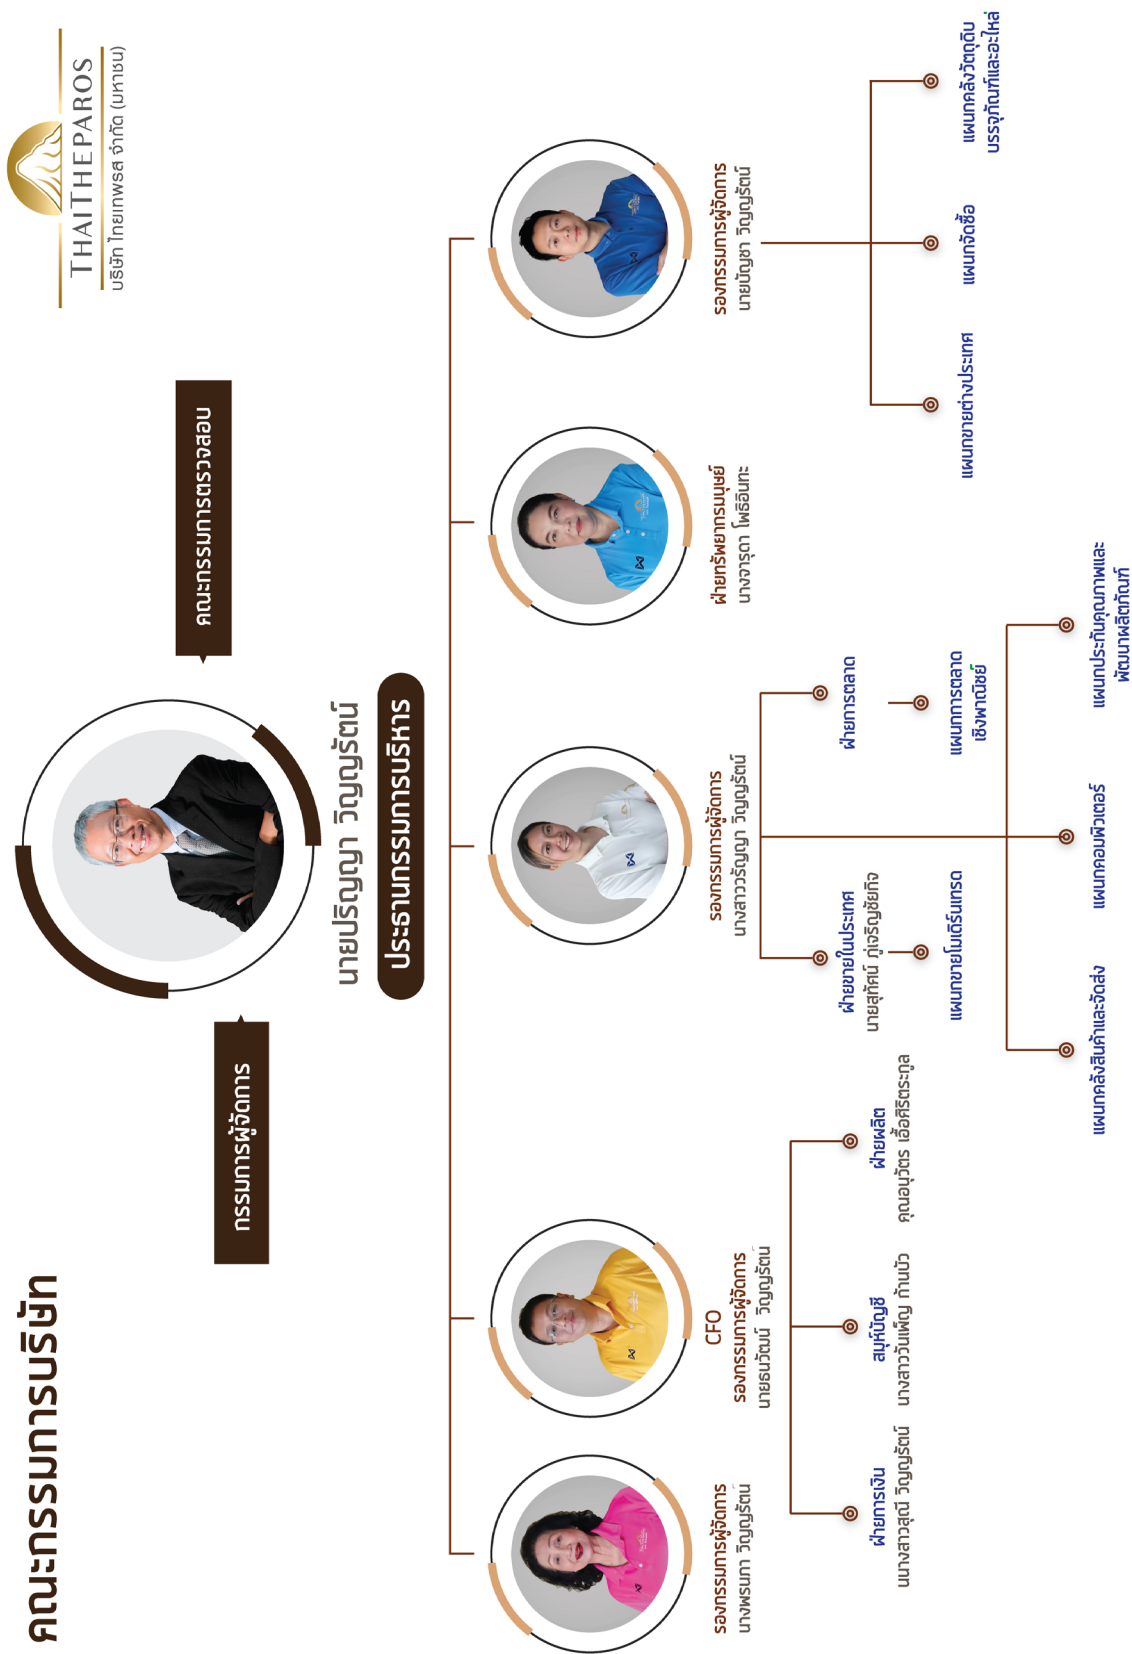 คณะกรรมการบริษัท
THAITHEPAROS
บริษัท ไทยเทพรส จำกัด (มหาชน)
กรรมการผู้จัดการ
คณะกรรมการตรวจสอบ
นายปริญญา วิญญรัตน์
ประธานกรรมการบริหาร
รองกรรมการผู้จัดการ
นางพรนภา วิญญรัตน์
CFO
รองกรรมการผู้จัดการ
นายธนวัฒน์ วิญญรัตน์
รองกรรมการผู้จัดการ
นางสาววรัญญา วิญญรัตน์
ฝ่ายทรัพยากรมนุษย์
นางจารุดา โพธิอินทะ
รองกรรมการผู้จัดการ
นายบัญชา วิญญรัตน์
ฝ่ายการเงิน
นนางสาวสุณี วิญญรัตน์
สมุห์บัญชี
นางสาววันเพ็ญ ก้านบัว
ฝ่ายผลิต
คุณอนุวัตร เอื้อศิริตระกูล
ฝ่ายขายในประเทศ
นายสุทัศน์ ภู่เจริญชัยกิจ
ฝ่ายการตลาด
แผนกขายโมเดิร์นเทรด
แผนกการตลาด
เชิงพาณิชย์
แผนกคลังสินค้าและจัดส่ง
แผนกคอมพิวเตอร์
แผนกประกันคุณภาพและ
พัฒนาผลิตภัณฑ์
แผนกขายต่างประเทศ
แผนกจัดซื้อ
แผนกคลังวัตถุดิบ
บรรจุภัณฑ์และอะไหล่